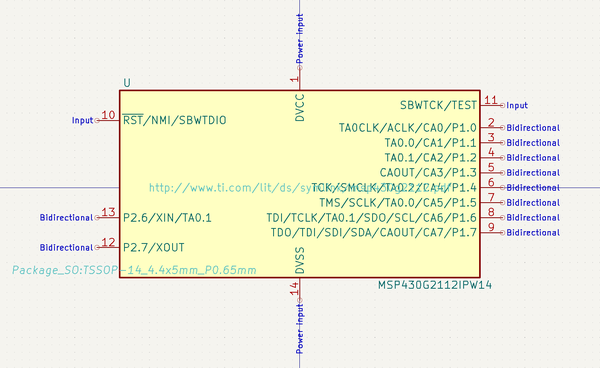 Power Input
1
U
DVCC
11
SBWTCK/TEST
Input
10
Input
RST/NMI/SBWTDIO
2
TA0CLK/ACLK/CA0/P1.0
Bidirectional
3
TA0.0/CA1/P1.1
Bidirectional
4
TA0.1/CA2/P1.2
Bidirectional
5
CAOUT/CA3/P1.3
Bidirectional
6
TCK/SMCLK/TA0.2/CA4/P1.4
Bidirectional
http://www.ti.com/lit/ds/
7
TMS/SCLK/TA0.0/CA5/P1.5
Bidirectional
13
Bidirectional
P2.6/XIN/TA0.1
8
TDI/TCLK/TA0.1/SDO/SCL/CA6/P1.6
Bidirectional
9
TDO/TDI/SDI/SDA/CAOUT/CA7/P1.7
Bidirectional
12
Bidirectional
P2.7/XOUT
DVSS
Package_SO:TSSOP-14_4.4x5mm_P0.65mm
14
MSP430G2112IPW14
Power Input